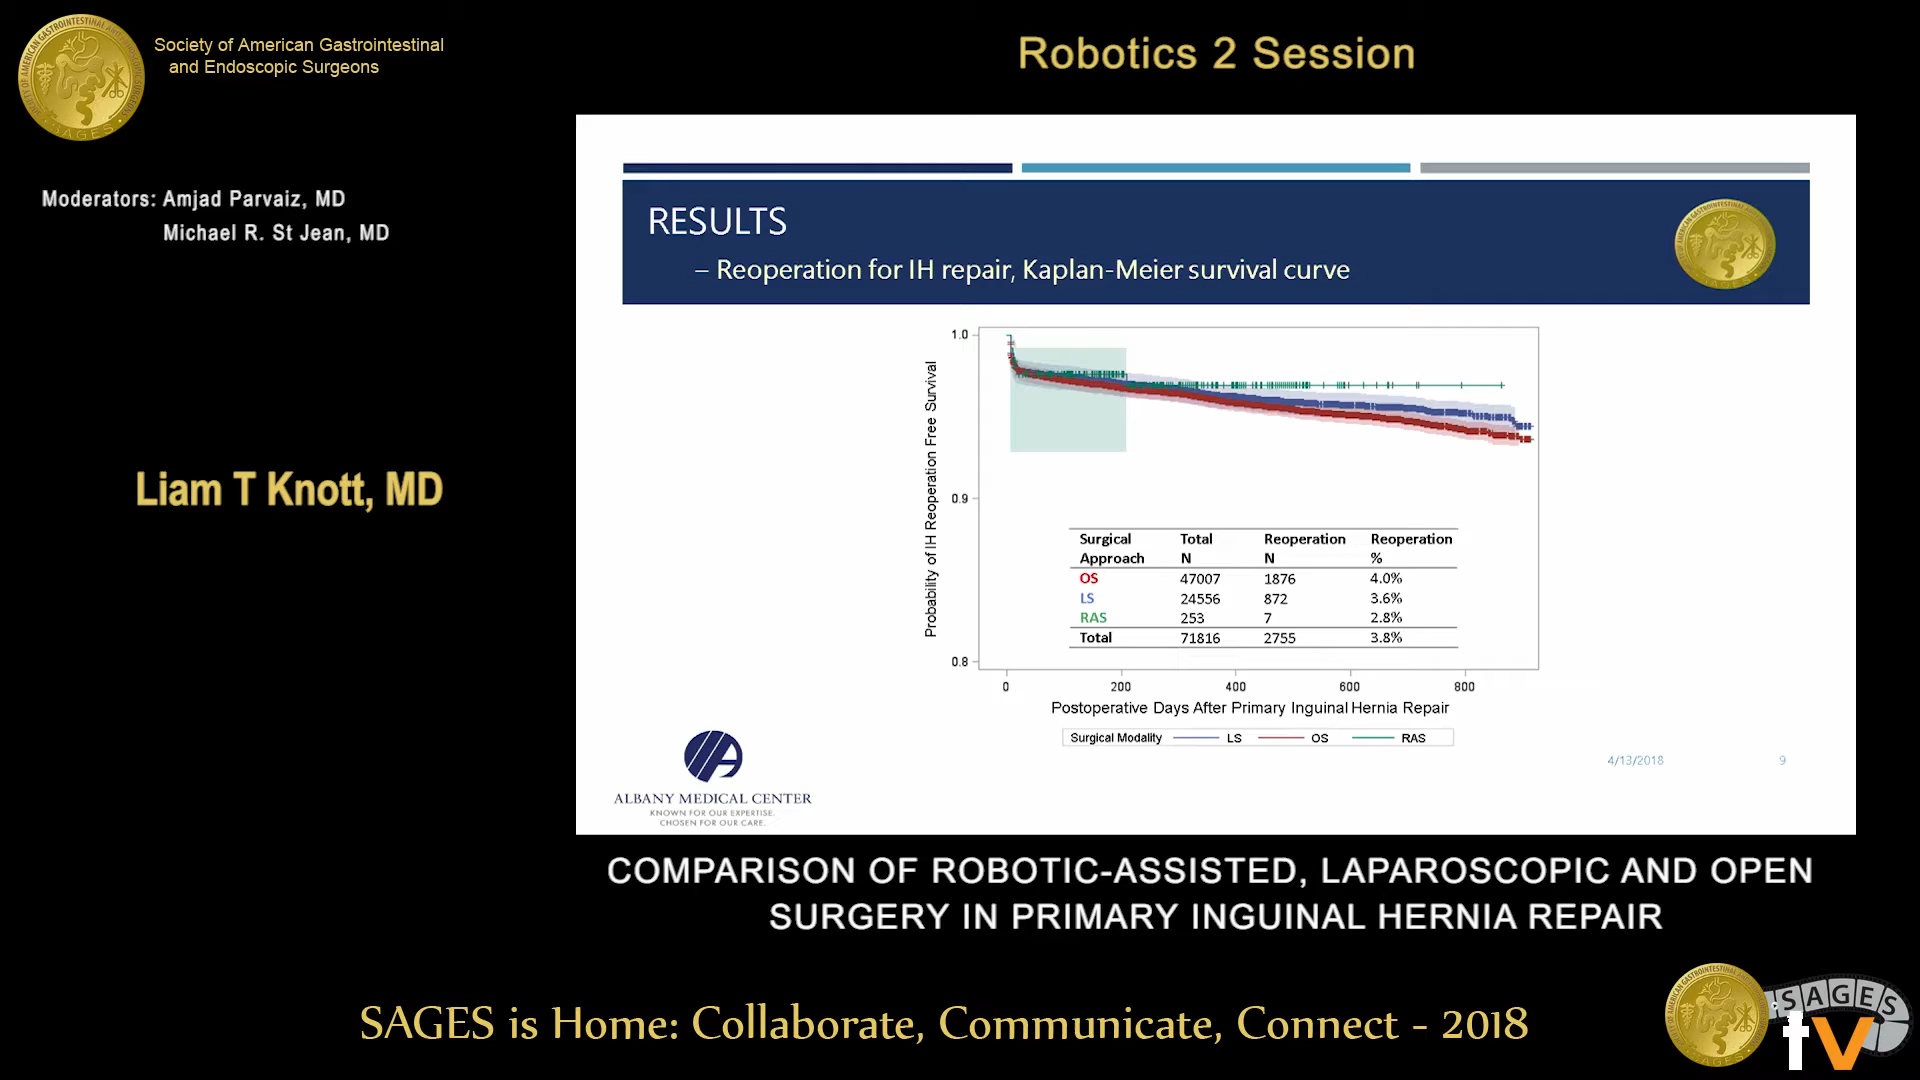 Society of American Gastrointestinal
and Endoscopic Surgeons
Robotics 2 Session
Moderators: Amjad Parvaiz, MD
Michael R. St Jean, MD
Liam T Knott, MD
RESULTS
– Reoperation for IH repair, Kaplan-Meier survival curve
Probability of IH Reoperation Free Survival
1.0
0.9
0.8
Surgical Approach Total N Reoperation N Reoperation %
OS 47007 1876 4.0%
LS 24556 872 3.6%
RAS 253 7 2.8%
Total 71816 2755 3.8%
0 200 400 600 800
Postoperative Days After Primary Inguinal Hernia Repair
Surgical Modality LS OS RAS
4/13/2018 9
ALBANY MEDICAL CENTER
KNOWN FOR OUR EXPERTISE.
CHOSEN FOR OUR CARE.
COMPARISON OF ROBOTIC-ASSISTED, LAPAROSCOPIC AND OPEN
SURGERY IN PRIMARY INGUINAL HERNIA REPAIR
SAGES is Home: Collaborate, Communicate, Connect - 2018
SAGES
tv